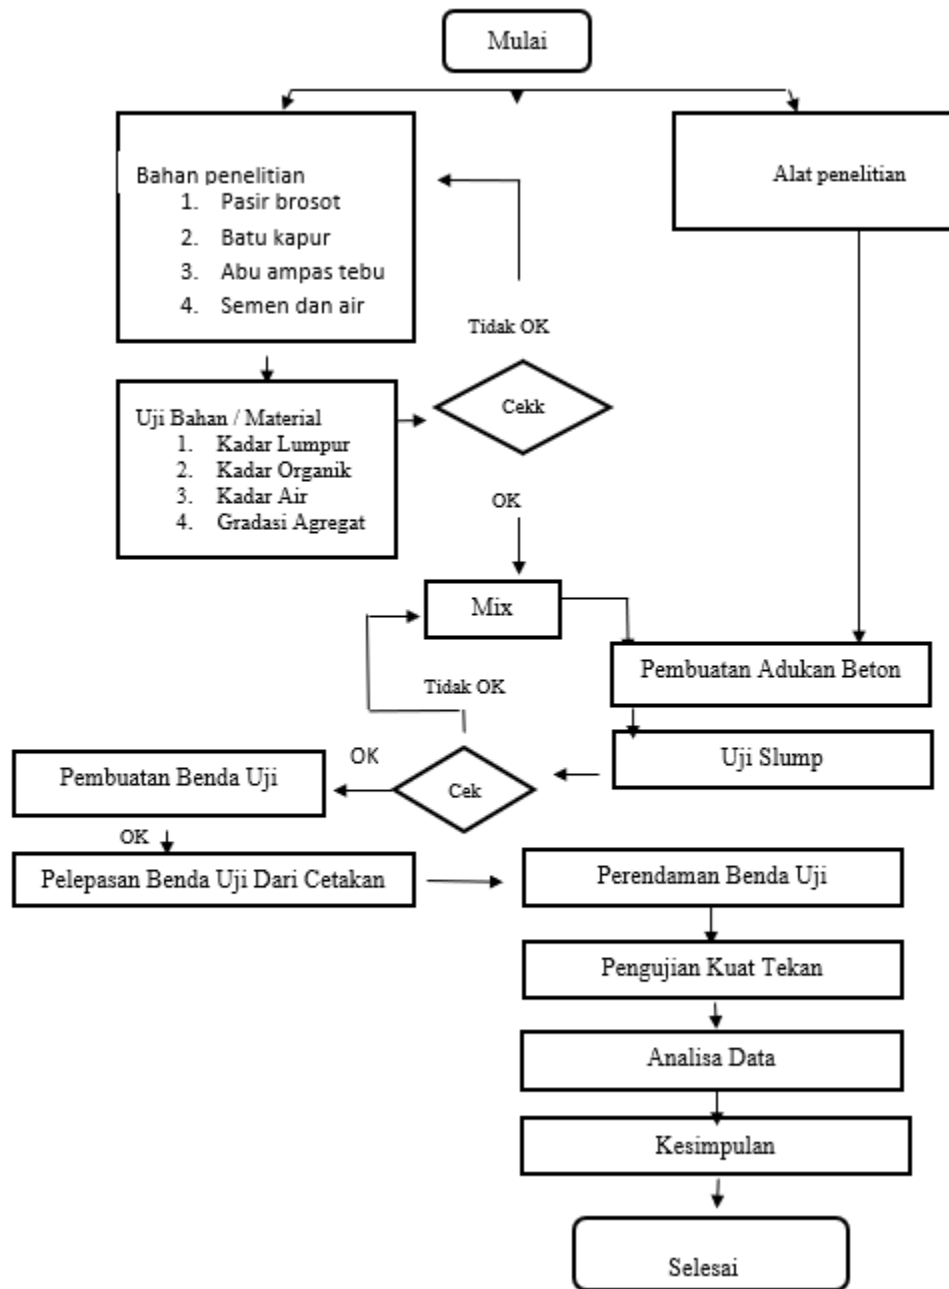 Mulai
Bahan penelitian
1. Pasir brosot
2. Batu kapur
3. Abu ampas tebu
4. Semen dan air
Alat penelitian
Tidak OK
Cekk
Uji Bahan / Material
1. Kadar Lumpur
2. Kadar Organik
3. Kadar Air
4. Gradasi Agregat
OK
Mix
Pembuatan Adukan Beton
Tidak OK
Uji Slump
OK
Cek
Pembuatan Benda Uji
OK
Pelepasan Benda Uji Dari Cetakan
Perendaman Benda Uji
Pengujian Kuat Tekan
Analisa Data
Kesimpulan
Selesai